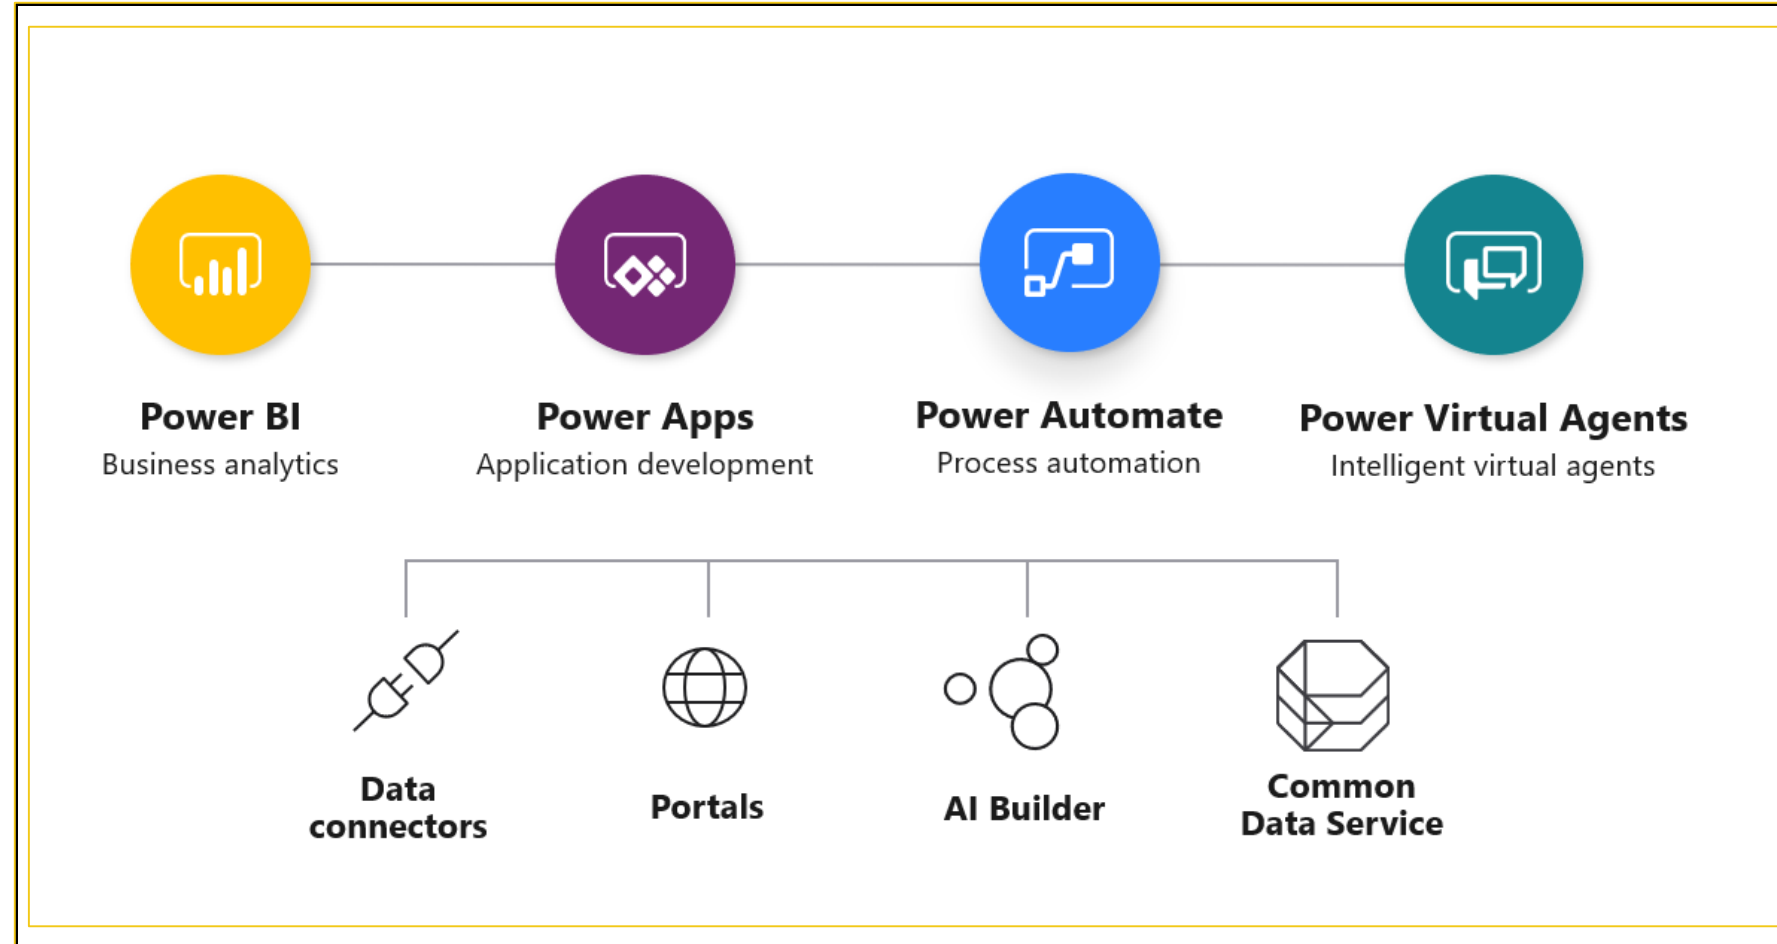 Power BI
Business analytics
Power Apps
Application development
Power Automate
Process automation
Power Virtual Agents
Intelligent virtual agents
Data
connectors
Portals
AI Builder
Common
Data Service